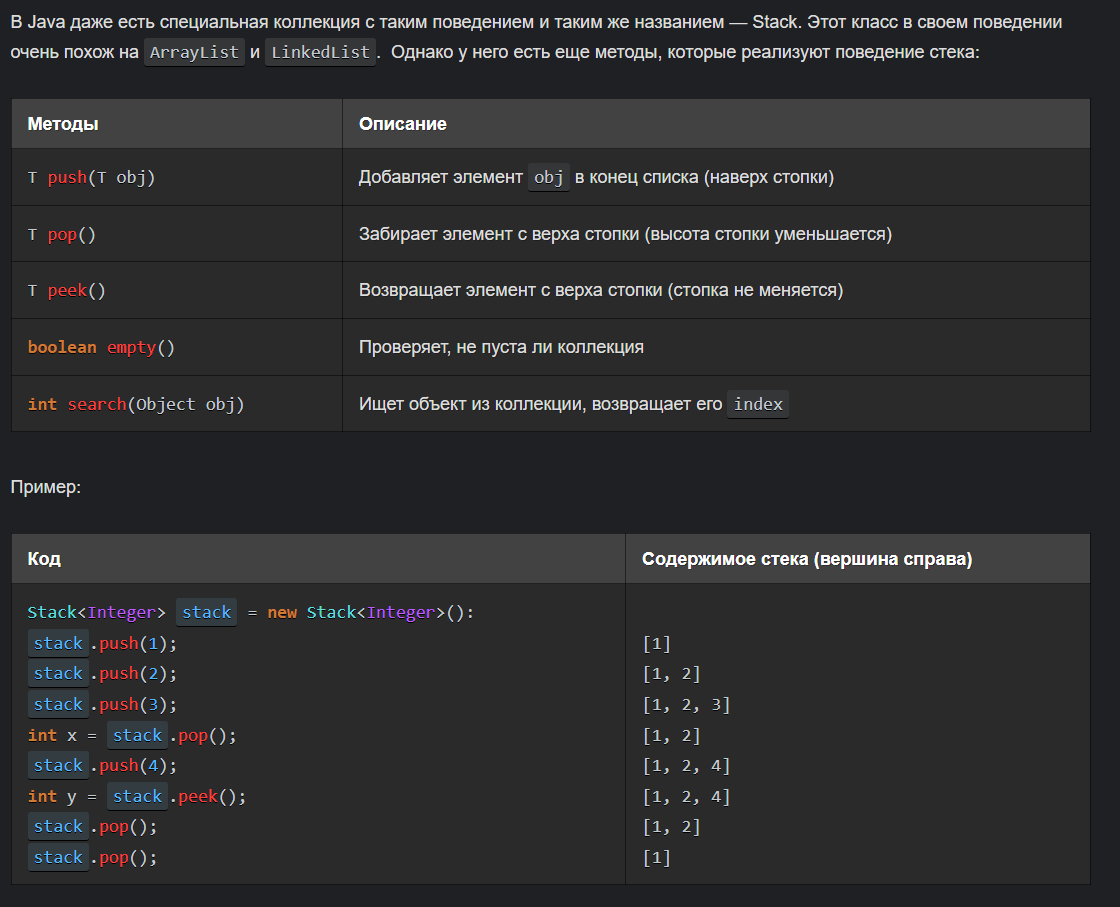 В Java даже есть специальная коллекция с таким поведением и таким же названием — Stack. Этот класс в своем поведении
очень похож на ArrayList и LinkedList. Однако у него есть еще методы, которые реализуют поведение стека:
Методы Описание
T push(T obj) Добавляет элемент obj в конец списка (наверх стопки)
T pop() Забирает элемент с верха стопки (высота стопки уменьшается)
T peek() Возвращает элемент с верха стопки (стопка не меняется)
boolean empty() Проверяет, не пуста ли коллекция
int search(Object obj) Ищет объект из коллекции, возвращает его index
Пример:
Код Содержимое стека (вершина справа)
Stack<Integer> stack = new Stack<Integer>():
stack.push(1); [1]
stack.push(2); [1, 2]
stack.push(3); [1, 2, 3]
int x = stack.pop(); [1, 2]
stack.push(4); [1, 2, 4]
int y = stack.peek(); [1, 2, 4]
stack.pop(); [1, 2]
stack.pop(); [1]